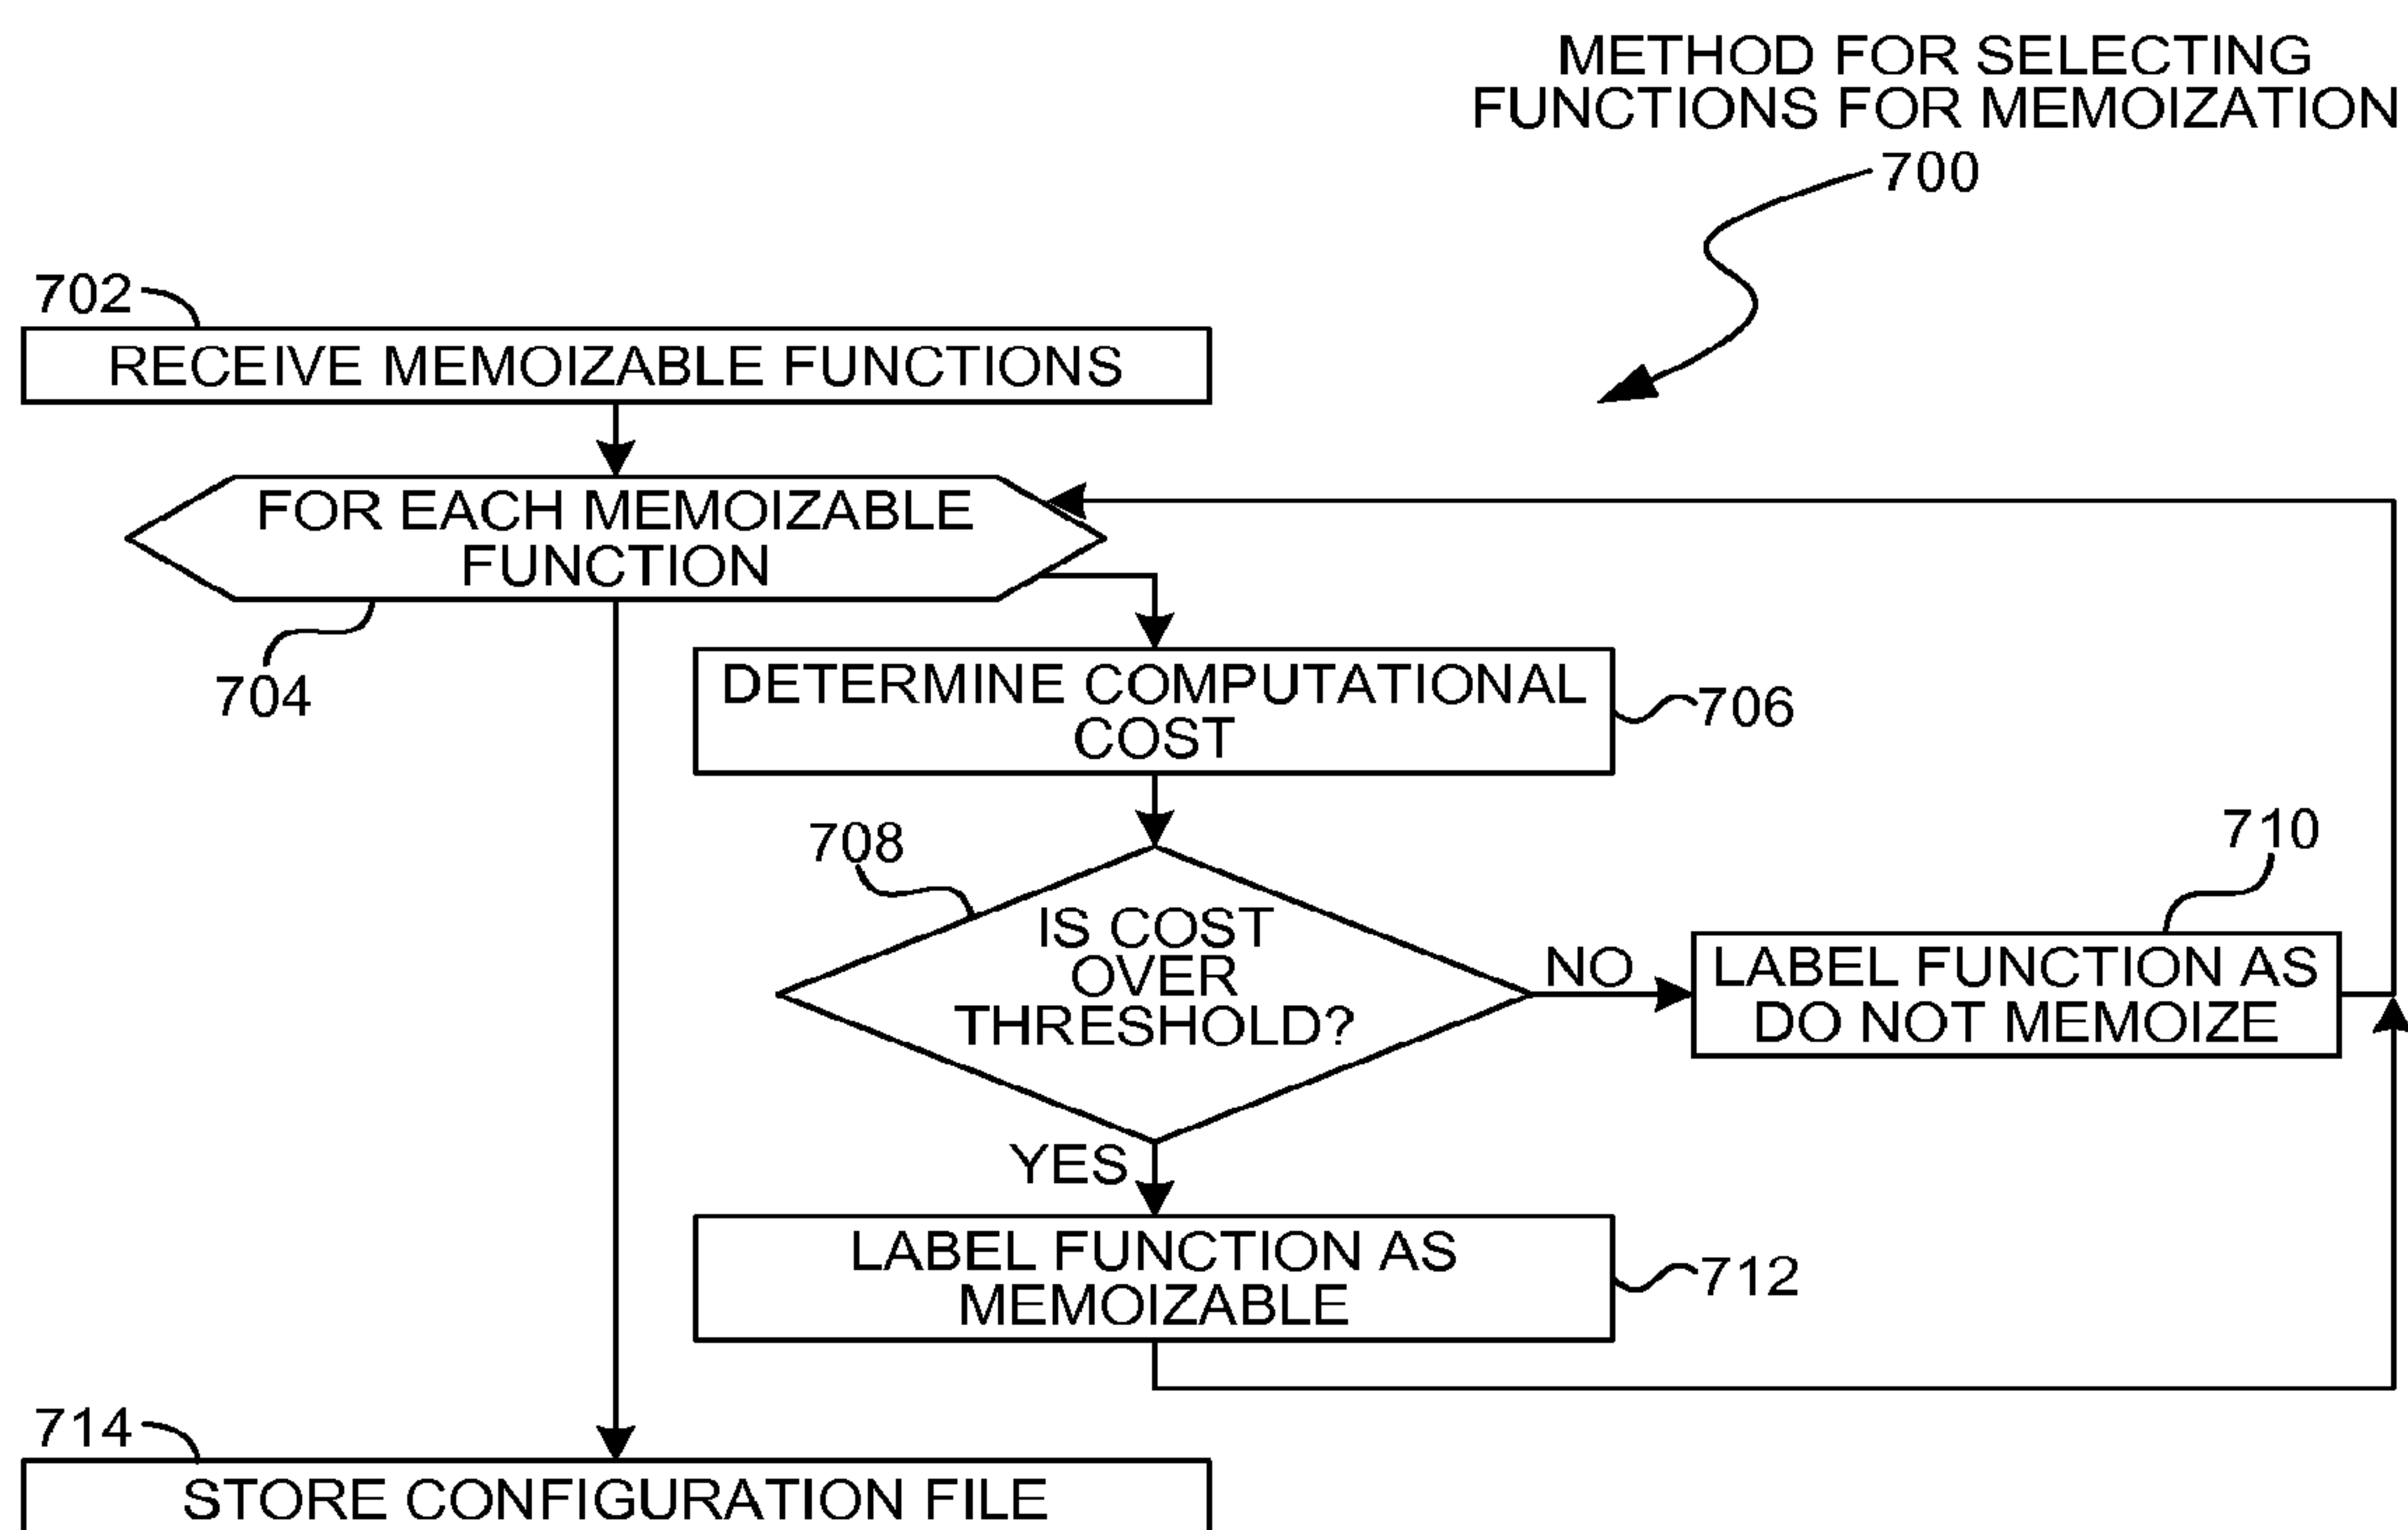 METHOD FOR SELECTING
FUNCTIONS FOR MEMOIZATION
700
702
RECEIVE MEMOIZABLE FUNCTIONS
FOR EACH MEMOIZABLE
FUNCTION
704
DETERMINE COMPUTATIONAL
COST
706
708
IS COST
OVER
THRESHOLD?
NO
710
LABEL FUNCTION AS
DO NOT MEMOIZE
YES
LABEL FUNCTION AS
MEMOIZABLE
712
714
STORE CONFIGURATION FILE